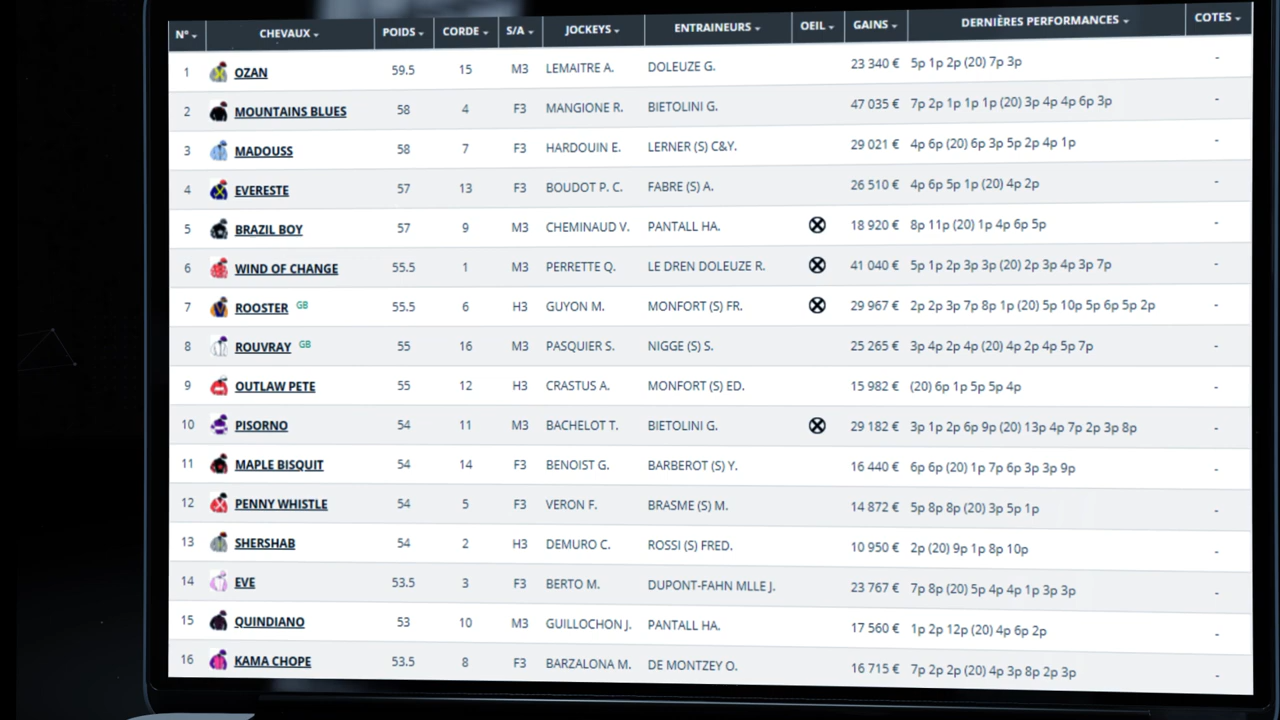 N° CHEVAUX POIDS CORDE S/A JOCKEYS ENTRAINEURS OEIL GAINS DERNIÈRES PERFORMANCES COTES
1 OZAN 59.5 15 M3 LEMAITRE A. DOLEUZE G. 23 340 € 5p 1p 2p (20) 7p 3p -
2 MOUNTAINS BLUES 58 4 F3 MANGIONE R. BIETOLINI G. 47 035 € 7p 2p 1p 1p 1p (20) 3p 4p 4p 6p 3p -
3 MADOUSS 58 7 F3 HARDOUIN E. LERNER (S) C&Y. 29 021 € 4p 6p (20) 6p 3p 5p 2p 4p 1p -
4 EVERESTE 57 13 F3 BOUDOT P. C. FABRE (S) A. 26 510 € 4p 6p 5p 1p (20) 4p 2p -
5 BRAZIL BOY 57 9 M3 CHEMINAUD V. PANTALL HA. 18 920 € 8p 11p (20) 1p 4p 6p 5p -
6 WIND OF CHANGE 55.5 1 M3 PERRETTE Q. LE DREN DOLEUZE R. 41 040 € 5p 1p 2p 3p 3p (20) 2p 3p 4p 3p 7p -
7 ROOSTER GB 55.5 6 H3 GUYON M. MONFORT (S) FR. 29 967 € 2p 2p 3p 7p 8p 1p (20) 5p 10p 5p 6p 5p 2p -
8 ROUVRAY GB 55 16 M3 PASQUIER S. NIGGE (S) S. 25 265 € 3p 4p 2p 4p (20) 4p 2p 4p 5p 7p -
9 OUTLAW PETE 55 12 H3 CRASTUS A. MONFORT (S) ED. 15 982 € (20) 6p 1p 5p 5p 4p -
10 PISORNO 54 11 M3 BACHELOT T. BIETOLINI G. 29 182 € 3p 1p 2p 6p 9p (20) 13p 4p 7p 2p 3p 8p -
11 MAPLE BISQUIT 54 14 F3 BENOIST G. BARBEROT (S) Y. 16 440 € 6p 6p (20) 1p 7p 6p 3p 3p 9p -
12 PENNY WHISTLE 54 5 F3 VERON F. BRASME (S) M. 14 872 € 5p 8p 8p (20) 3p 5p 1p -
13 SHERSHAB 54 2 H3 DEMURO C. ROSSI (S) FRED. 10 950 € 2p (20) 9p 1p 8p 10p -
14 EVE 53.5 3 F3 BERTO M. DUPONT-FAHN MLLE J. 23 767 € 7p 8p (20) 5p 4p 4p 1p 3p 3p -
15 QUINDIANO 53 10 M3 GUILLOCHON J. PANTALL HA. 17 560 € 1p 2p 12p (20) 4p 6p 2p -
16 KAMA CHOPE 53.5 8 F3 BARZALONA M. DE MONTZEY O. 16 715 € 7p 2p 2p (20) 4p 3p 8p 2p 3p -